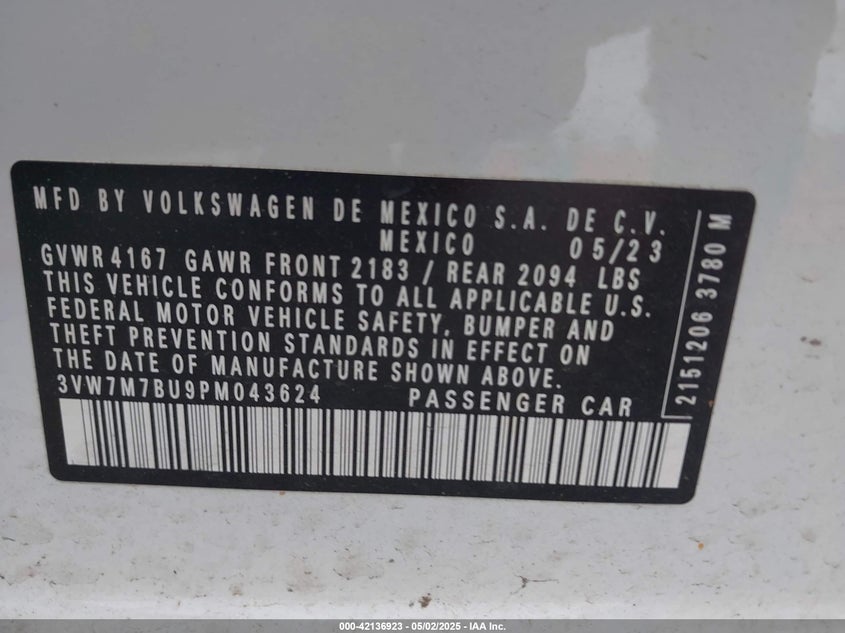 MFD BY VOLKSWAGEN DE MEXICO S.A. DE C.V.
MEXICO 05/23
GVWR 4167 GAWR FRONT 2183 / REAR 2094 LBS
THIS VEHICLE CONFORMS TO ALL APPLICABLE U.S.
FEDERAL MOTOR VEHICLE SAFETY, BUMPER AND
THEFT PREVENTION STANDARDS IN EFFECT ON
THE DATE OF MANUFACTURE SHOWN ABOVE.
3VW7M7BU9PM043624 PASSENGER CAR
2151206 3780 M
000-42136923 - 05/02/2025 - IAA Inc.